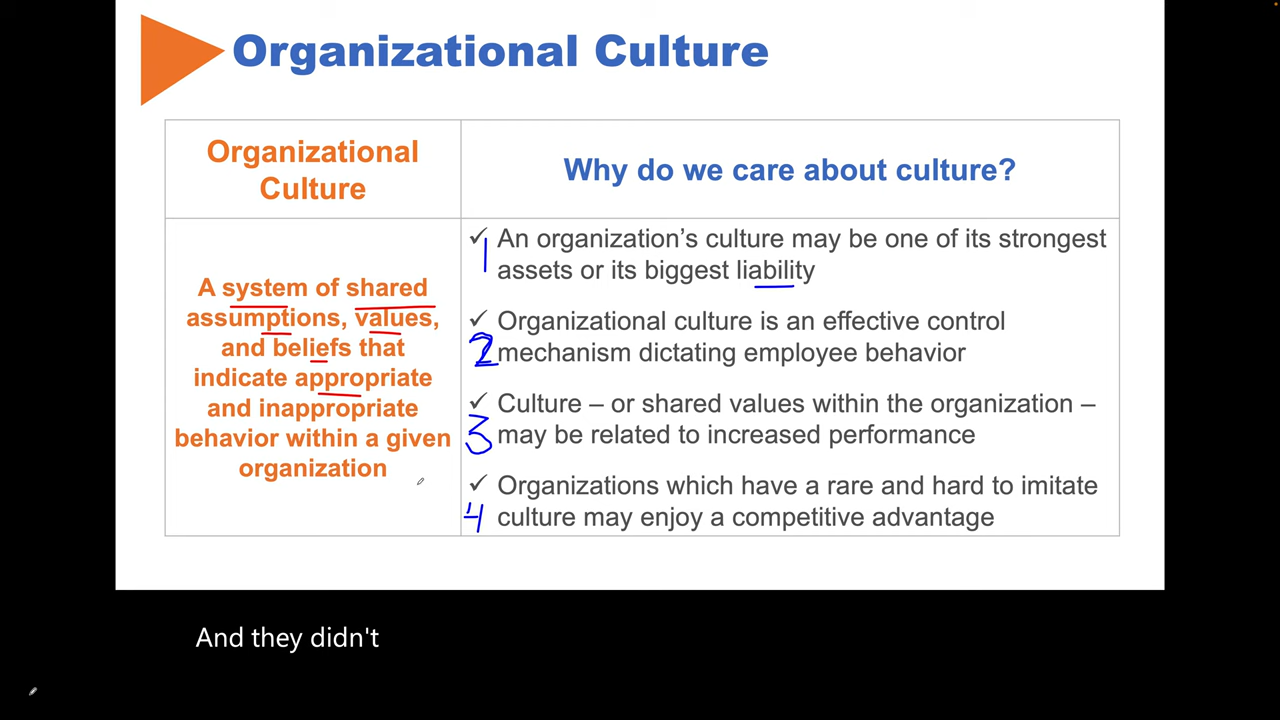 Organizational Culture
Organizational
Culture
Why do we care about culture?
A system of shared
assumptions, values,
and beliefs that
indicate appropriate
and inappropriate
behavior within a given
organization
✓ An organization’s culture may be one of its strongest
1 assets or its biggest liability
✓ Organizational culture is an effective control
2 mechanism dictating employee behavior
✓ Culture – or shared values within the organization –
3 may be related to increased performance
✓ Organizations which have a rare and hard to imitate
4 culture may enjoy a competitive advantage
And they didn't